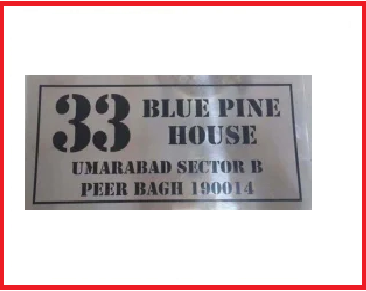 33 BLUE PINE
HOUSE
UMARABAD SECTOR B
PEER BAGH 190014